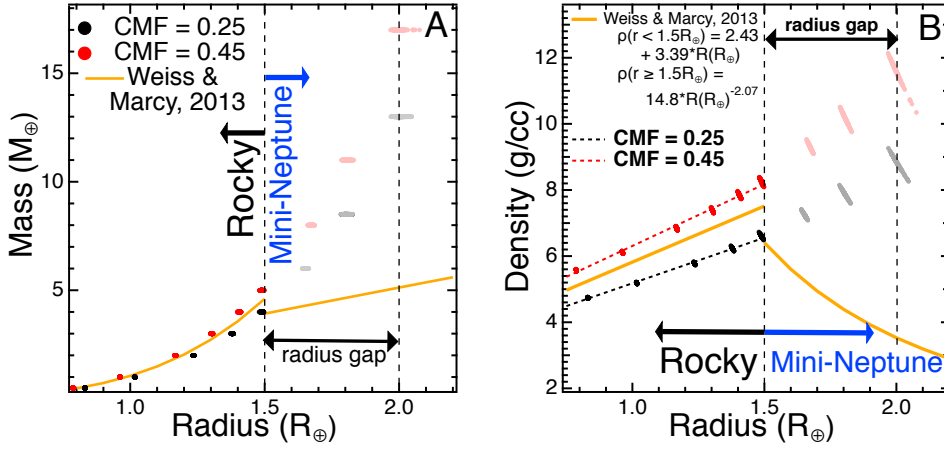 A
CMF = 0.25
CMF = 0.45
Weiss &
Marcy, 2013
Rocky
Mini-Neptune
radius gap
Mass (M⊕)
15
10
5
1.0
1.5
2.0
Radius (R⊕)
B
Weiss & Marcy, 2013
ρ(r < 1.5R⊕) = 2.43
+ 3.39*R(R⊕)
ρ(r ≥ 1.5R⊕) =
14.8*R(R⊕)-2.07
radius gap
CMF = 0.25
CMF = 0.45
Rocky
Mini-Neptune
Density (g/cc)
12
10
8
6
4
2
1.0
1.5
2.0
Radius (R⊕)